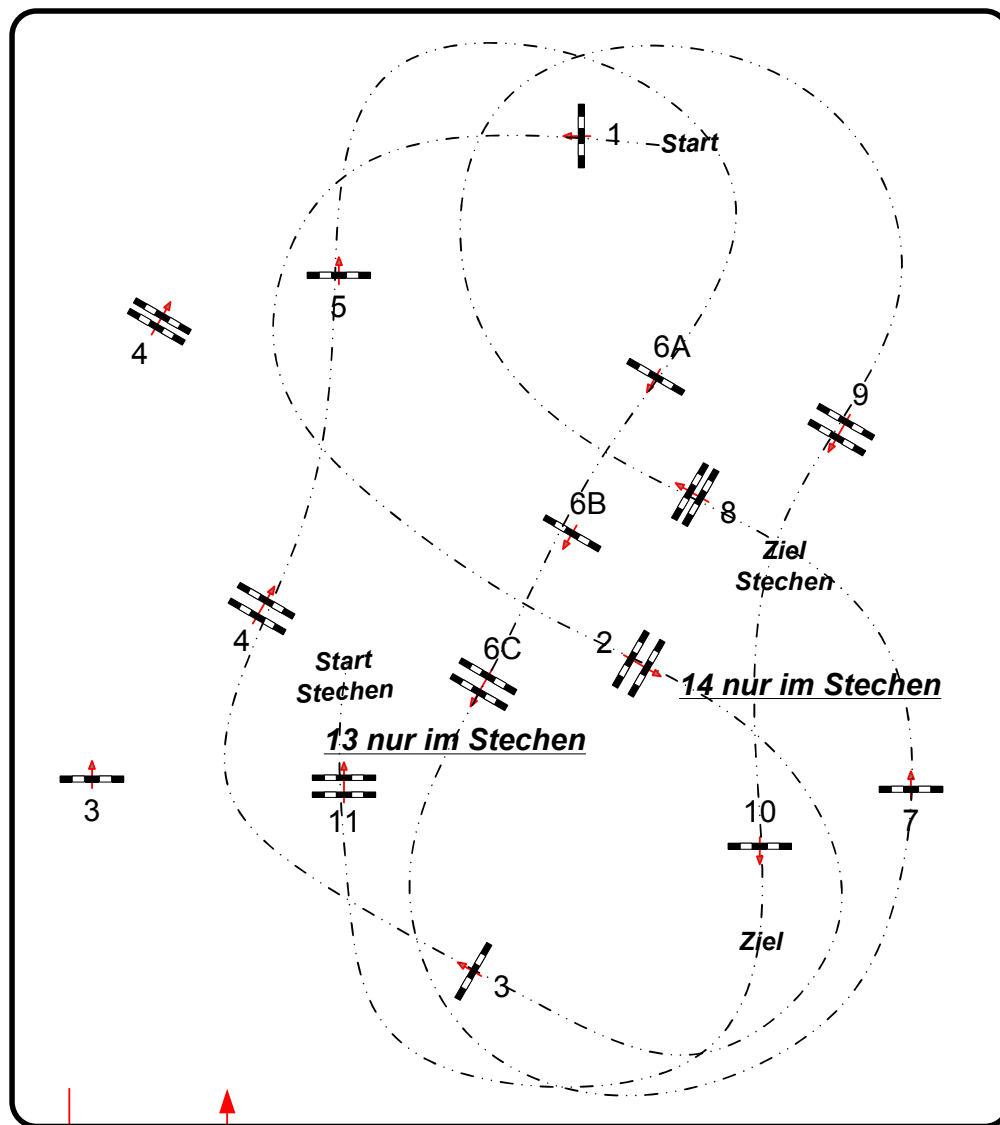 1
Start
5
4
6A
9
6B
8
Ziel
Stechen
4
2
6C
Start
Stechen
14 nur im Stechen
13 nur im Stechen
3
11
10
7
Ziel
3